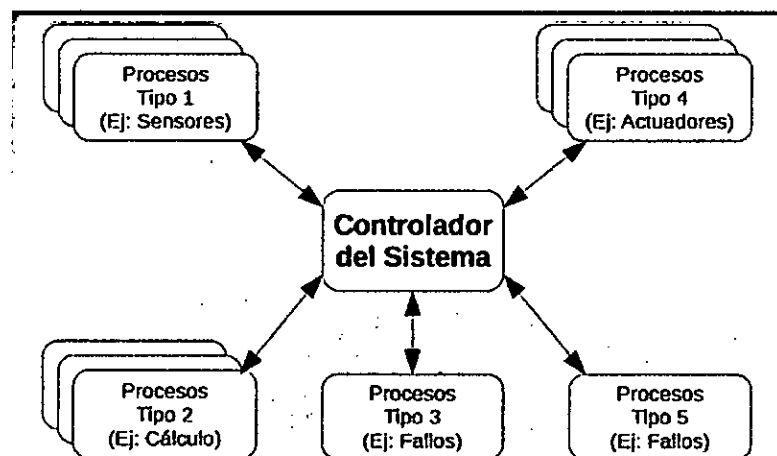 Procesos
Tipo 1
(Ej: Sensores)
Procesos
Tipo 4
(Ej: Actuadores)
Controlador
del Sistema
Procesos
Tipo 2
(Ej: Cálculo)
Procesos
Tipo 3
(Ej: Fallos)
Procesos
Tipo 5
(Ej: Fallos)